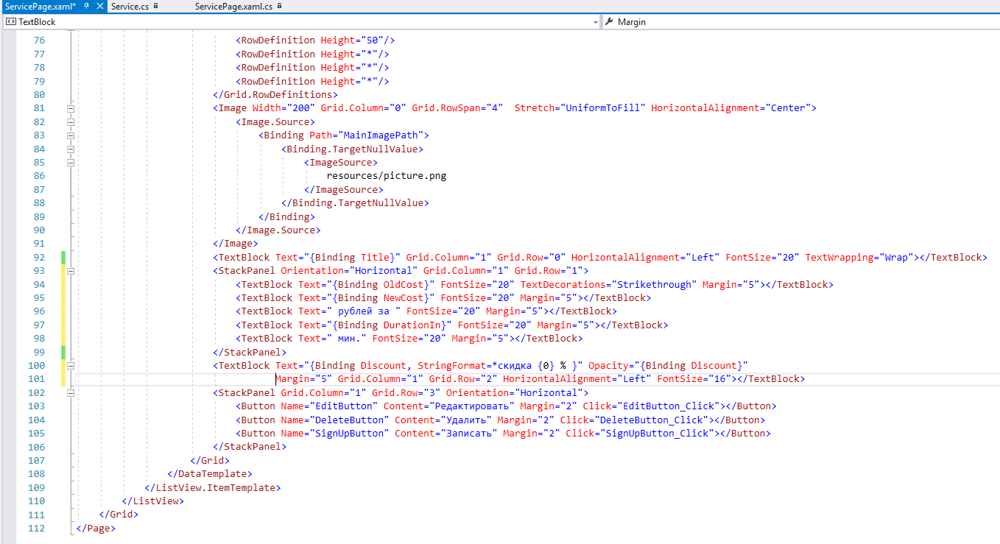 ServicePage.xaml* Service.cs ServicePage.xaml.cs
TextBlock Margin
76 <RowDefinition Height="50"/>
77 <RowDefinition Height="*"/>
78 <RowDefinition Height="*"/>
79 <RowDefinition Height="*"/>
80 </Grid.RowDefinitions>
81 <Image Width="200" Grid.Column="0" Grid.RowSpan="4"  Stretch="UniformToFill" HorizontalAlignment="Center">
82 <Image.Source>
83 <Binding Path="MainImagePath">
84 <Binding.TargetNullValue>
85 <ImageSource>
86 resources/picture.png
87 </ImageSource>
88 </Binding.TargetNullValue>
89 </Binding>
90 </Image.Source>
91 </Image>
92 <TextBlock Text="{Binding Title}" Grid.Column="1" Grid.Row="0" HorizontalAlignment="Left" FontSize="20" TextWrapping="Wrap"></TextBlock>
93 <StackPanel Orientation="Horizontal" Grid.Column="1" Grid.Row="1">
94 <TextBlock Text="{Binding OldCost}" FontSize="20" TextDecorations="Strikethrough" Margin="5"></TextBlock>
95 <TextBlock Text="{Binding NewCost}" FontSize="20" Margin="5"></TextBlock>
96 <TextBlock Text=" рублей за " FontSize="20" Margin="5"></TextBlock>
97 <TextBlock Text="{Binding DurationIn}" FontSize="20" Margin="5"></TextBlock>
98 <TextBlock Text=" мин." FontSize="20" Margin="5"></TextBlock>
99 </StackPanel>
100 <TextBlock Text="{Binding Discount, StringFormat=*скидка {0} % }" Opacity="{Binding Discount}"
101 Margin="5" Grid.Column="1" Grid.Row="2" HorizontalAlignment="Left" FontSize="16"></TextBlock>
102 <StackPanel Grid.Column="1" Grid.Row="3" Orientation="Horizontal">
103 <Button Name="EditButton" Content="Редактировать" Margin="2" Click="EditButton_Click"></Button>
104 <Button Name="DeleteButton" Content="Удалить" Margin="2" Click="DeleteButton_Click"></Button>
105 <Button Name="SignUpButton" Content="Записать" Margin="2" Click="SignUpButton_Click"></Button>
106 </StackPanel>
107 </Grid>
108 </DataTemplate>
109 </ListView.ItemTemplate>
110 </ListView>
111 </Grid>
112 </Page>